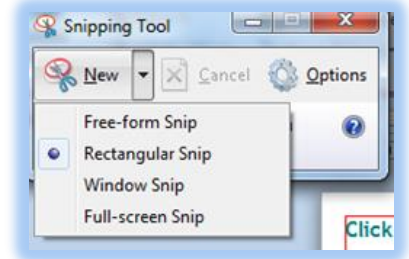 Snipping Tool
New Cancel Options
Free-form Snip
Rectangular Snip
Window Snip
Full-screen Snip
Click